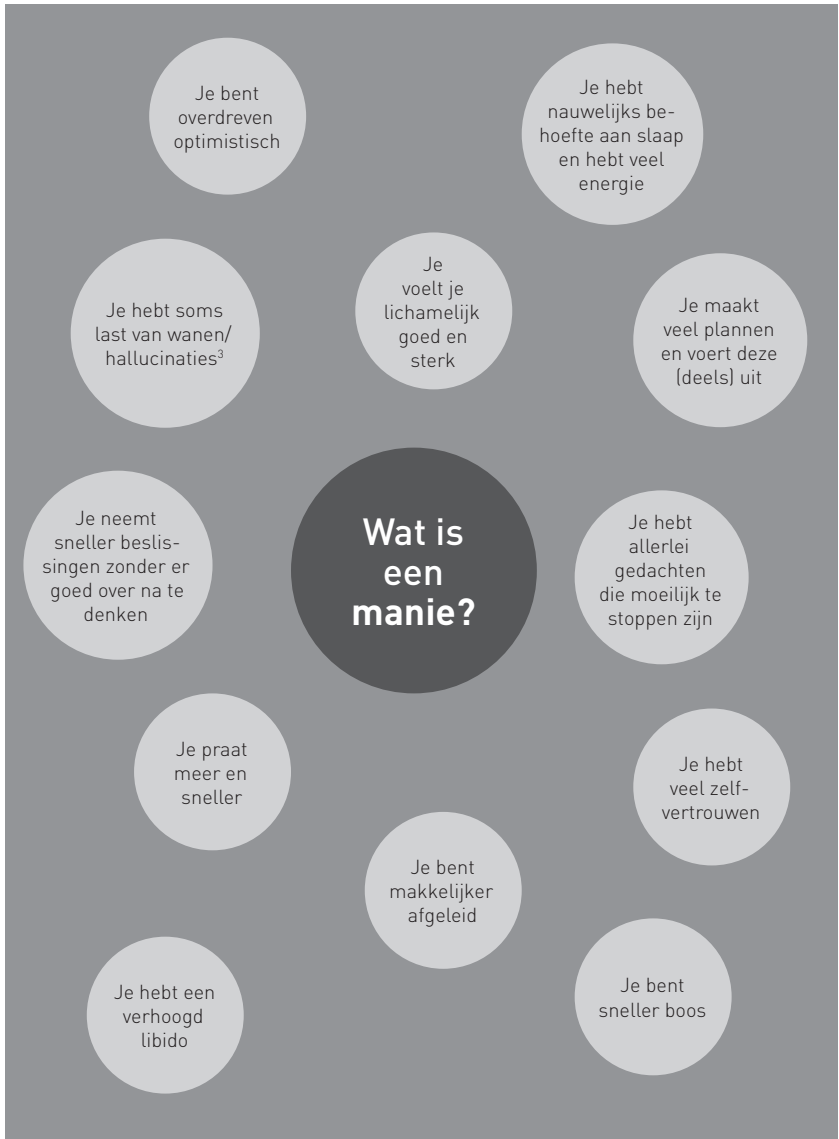 Je bent
overdreven
optimistisch
Je hebt
nauwelijks be-
hoefte aan slaap
en hebt veel
energie
Je hebt soms
last van wanen/
hallucinaties³
Je
voelt je
lichamelijk
goed en
sterk
Je maakt
veel plannen
en voert deze
(deels) uit
Je neemt
sneller beslis-
singen zonder er
goed over na te
denken
Wat is
een
manie?
Je hebt
allerlei
gedachten
die moeilijk te
stoppen zijn
Je praat
meer en
sneller
Je hebt
veel zelf-
vertrouwen
Je bent
makkelijker
afgeleid
Je hebt een
verhoogd
libido
Je bent
sneller boos